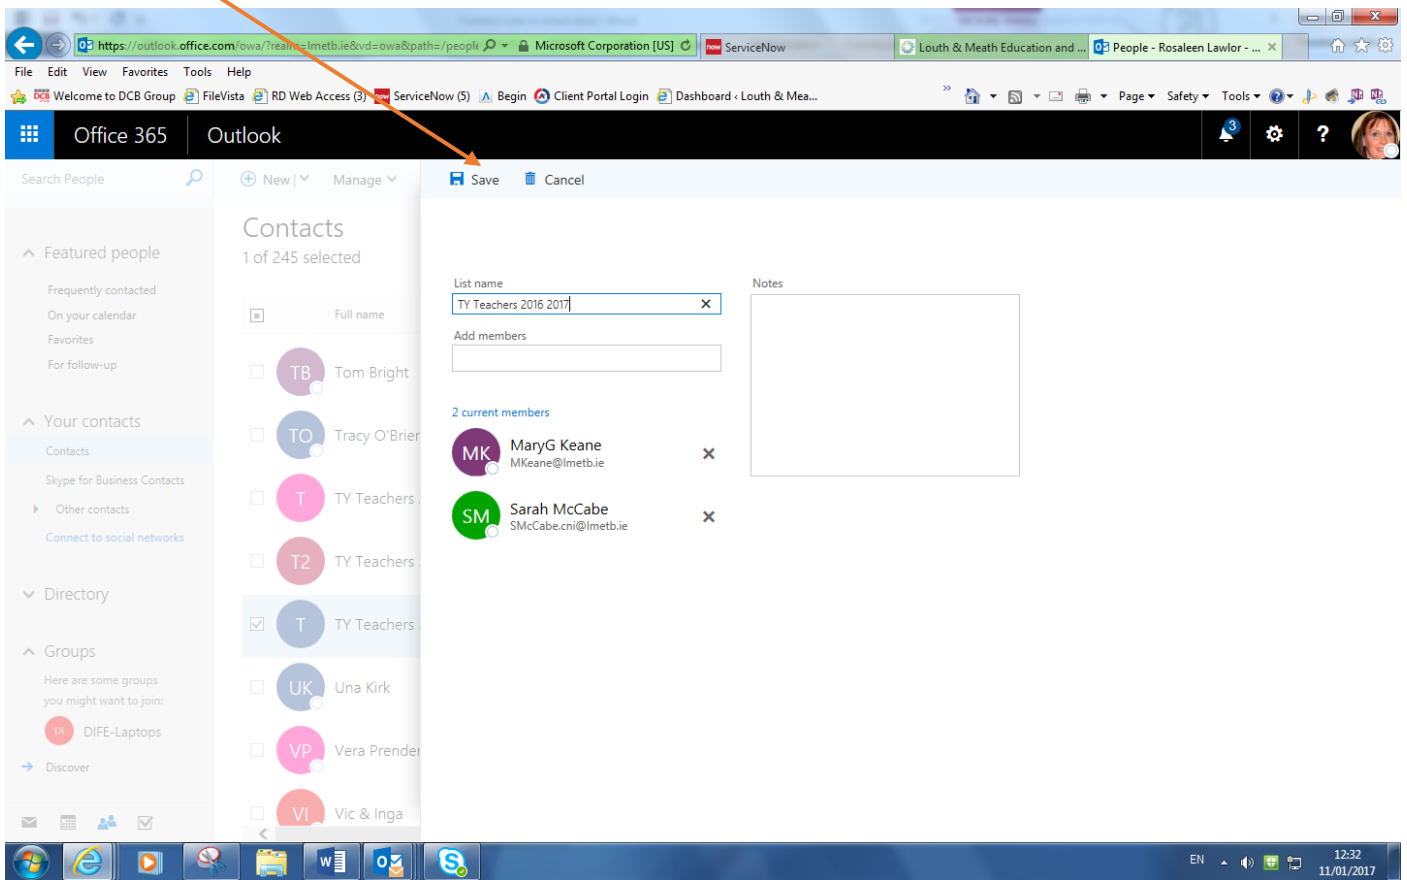 https://outlook.office.com/owa/?realm=lmetb.ie&vd=owa&path=/people
Microsoft Corporation [US]
now ServiceNow
Louth & Meath Education and ...
People - Rosaleen Lawlor - ...
File Edit View Favorites Tools Help
DCB Welcome to DCB Group
FileVista
RD Web Access (3)
now ServiceNow (5)
Begin
Client Portal Login
Dashboard ‹ Louth & Mea...
»
Page
Safety
Tools
Office 365
Outlook
3
?
Search People
New
Manage
Save
Cancel
Featured people
Frequently contacted
On your calendar
Favorites
For follow-up
Your contacts
Contacts
Skype for Business Contacts
Other contacts
Connect to social networks
Directory
Groups
Here are some groups
you might want to join:
DI DIFE-Laptops
Discover
Contacts
1 of 245 selected
Full name
TB Tom Bright
TO Tracy O'Brien
T TY Teachers
T2 TY Teachers
T TY Teachers
UK Una Kirk
VP Vera Prender
VI Vic & Inga
List name
TY Teachers 2016 2017
Add members
2 current members
MK MaryG Keane
MKeane@lmetb.ie
SM Sarah McCabe
SMcCabe.cni@lmetb.ie
Notes
EN
12:32
11/01/2017